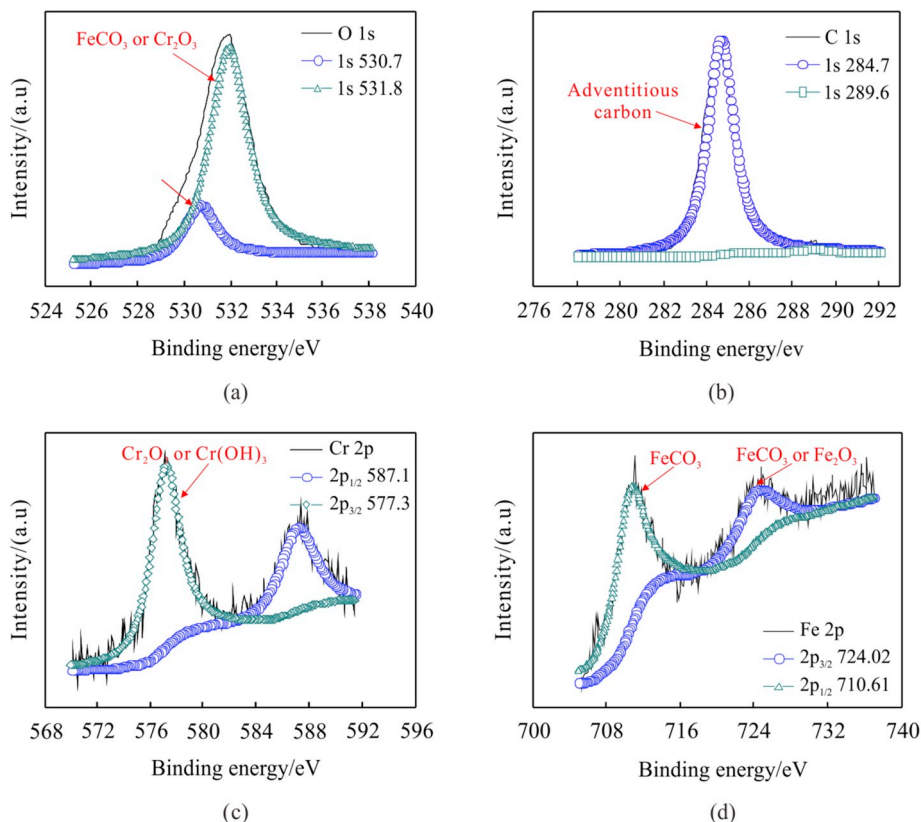 Intensity/(a.u)
FeCO₃ or Cr₂O₃
O 1s
1s 530.7
1s 531.8
524 526 528 530 532 534 536 538 540
Binding energy/eV
(a)
Intensity/(a.u)
Adventitious
carbon
C 1s
1s 284.7
1s 289.6
276 278 280 282 284 286 288 290 292
Binding energy/ev
(b)
Intensity/(a.u)
Cr₂O₃ or Cr(OH)₃
Cr 2p
2p₁/₂ 587.1
2p₃/₂ 577.3
568 572 576 580 584 588 592 596
Binding energy/eV
(c)
Intensity/(a.u)
FeCO₃
FeCO₃ or Fe₂O₃
Fe 2p
2p₃/₂ 724.02
2p₁/₂ 710.61
700 708 716 724 732 740
Binding energy/eV
(d)